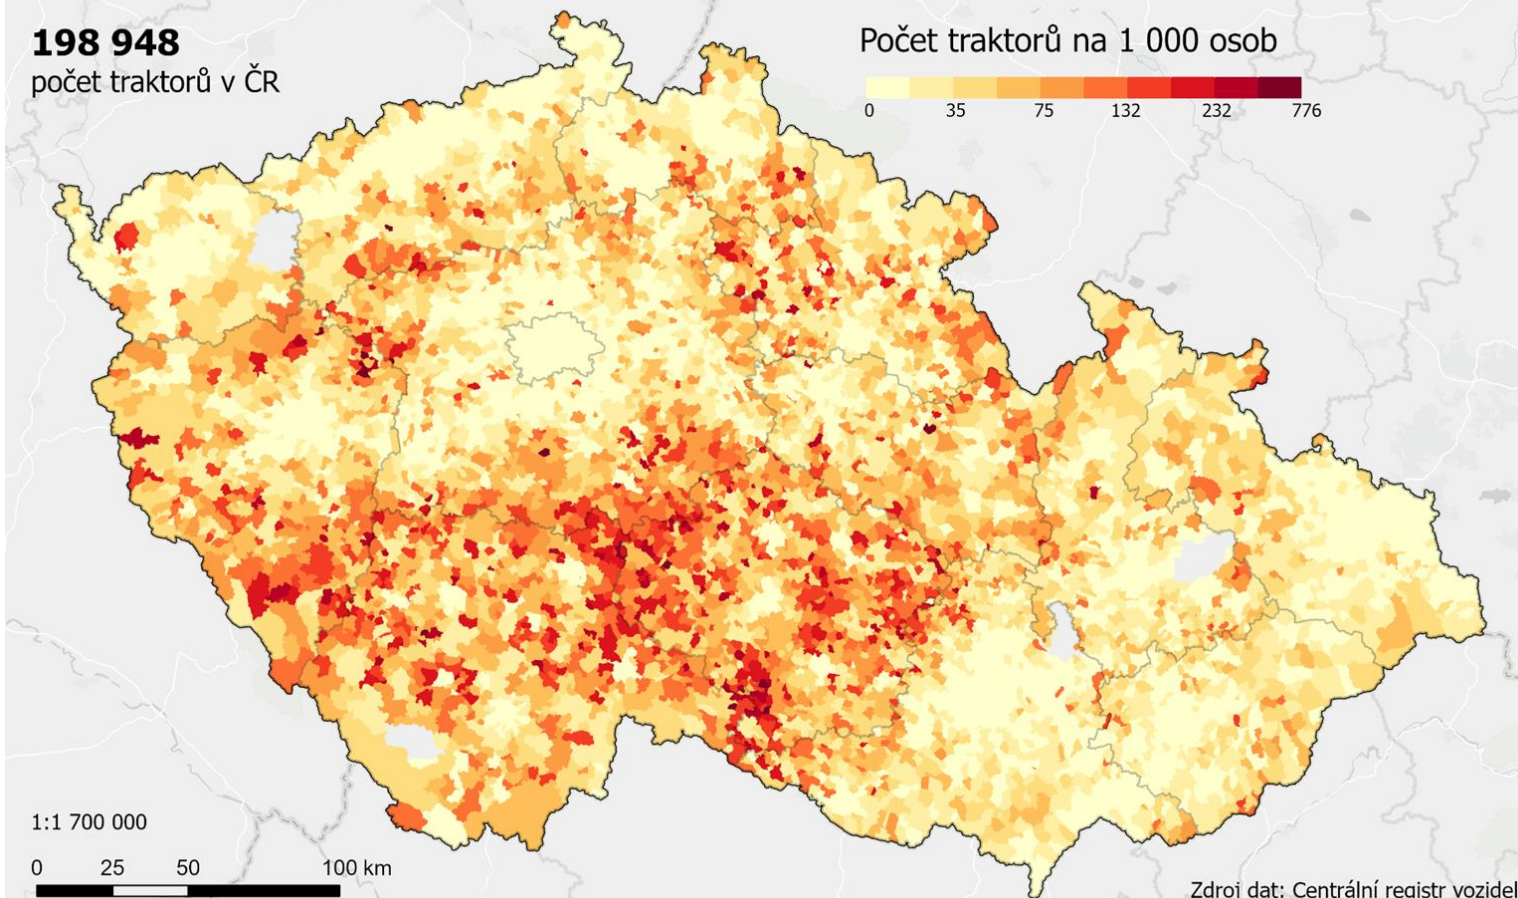 198 948
počet traktorů v ČR
Počet traktorů na 1 000 osob
0 35 75 132 232 776
1:1 700 000
0 25 50 100 km
Zdroj dat: Centrální registr vozidel